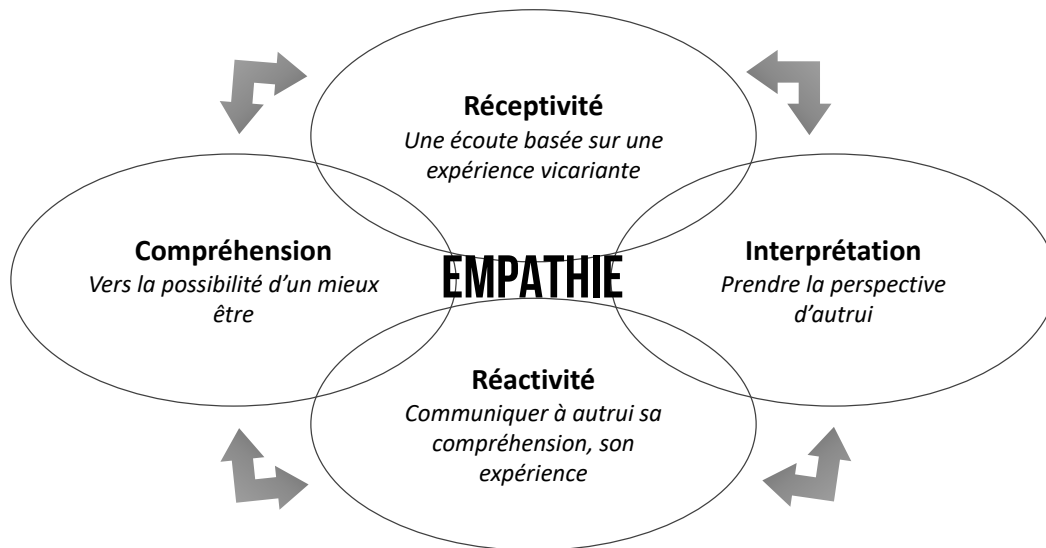 Réceptivité
Une écoute basée sur une
expérience vicariante
Compréhension
Vers la possibilité d’un mieux
être
EMPATHIE
Interprétation
Prendre la perspective
d’autrui
Réactivité
Communiquer à autrui sa
compréhension, son
expérience